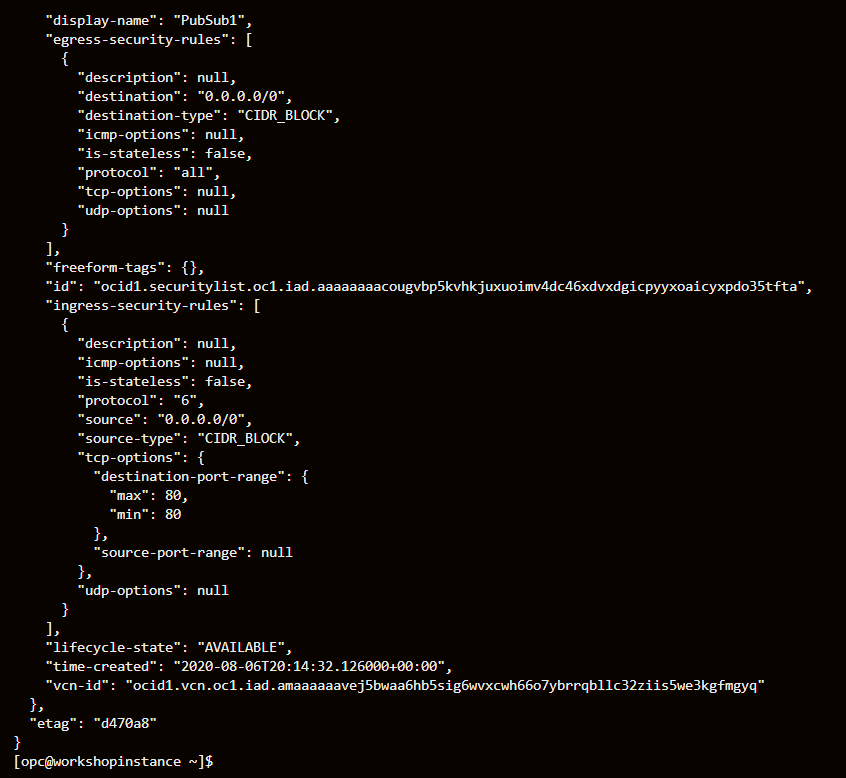 "display-name": "PubSub1",
"egress-security-rules": [
{
"description": null,
"destination": "0.0.0.0/0",
"destination-type": "CIDR_BLOCK",
"icmp-options": null,
"is-stateless": false,
"protocol": "all",
"tcp-options": null,
"udp-options": null
}
],
"freeform-tags": {},
"id": "ocid1.securitylist.oc1.iad.aaaaaaaacougvbp5kvhkjuxuoimv4dc46xdvxdgicpyyxoaicyxpdo35tfta",
"ingress-security-rules": [
{
"description": null,
"icmp-options": null,
"is-stateless": false,
"protocol": "6",
"source": "0.0.0.0/0",
"source-type": "CIDR_BLOCK",
"tcp-options": {
"destination-port-range": {
"max": 80,
"min": 80
},
"source-port-range": null
},
"udp-options": null
}
],
"lifecycle-state": "AVAILABLE",
"time-created": "2020-08-06T20:14:32.126000+00:00",
"vcn-id": "ocid1.vcn.oc1.iad.amaaaaaavej5bwaa6hb5sig6wvxcwh66o7ybrrqbllc32ziis5we3kgfmgyq"
},
"etag": "d470a8"
}
[opc@workshopinstance ~]$